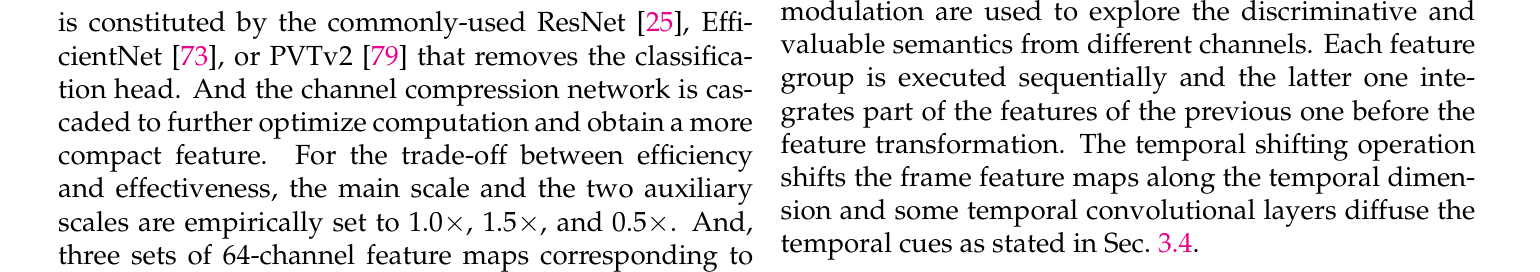 is constituted by the commonly-used ResNet [25], Effi-
cientNet [73], or PVTv2 [79] that removes the classifica-
tion head. And the channel compression network is cas-
caded to further optimize computation and obtain a more
compact feature. For the trade-off between efficiency
and effectiveness, the main scale and the two auxiliary
scales are empirically set to 1.0×, 1.5×, and 0.5×. And,
three sets of 64-channel feature maps corresponding to
modulation are used to explore the discriminative and
valuable semantics from different channels. Each feature
group is executed sequentially and the latter one inte-
grates part of the features of the previous one before the
feature transformation. The temporal shifting operation
shifts the frame feature maps along the temporal dimen-
sion and some temporal convolutional layers diffuse the
temporal cues as stated in Sec. 3.4.